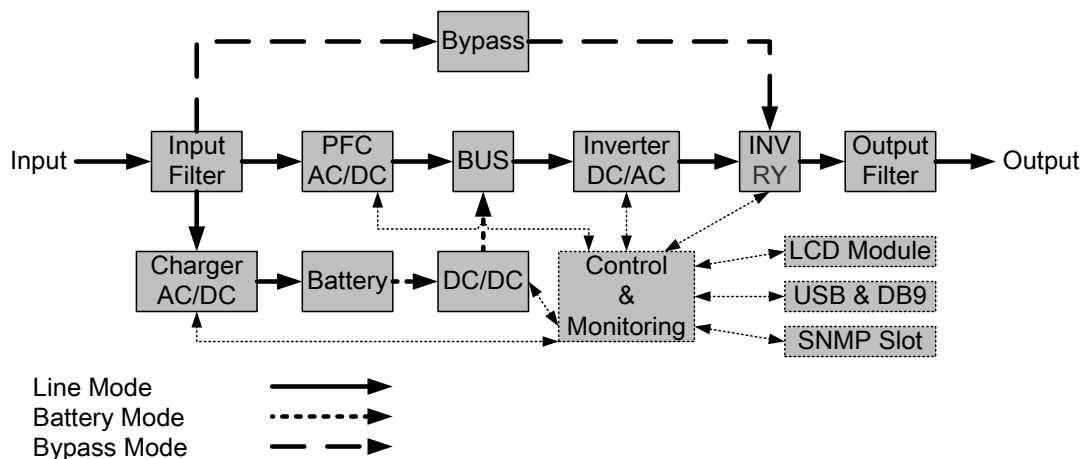 Bypass
Input
Input
Filter
PFC
AC/DC
BUS
Inverter
DC/AC
INV
RY
Output
Filter
Output
Charger
AC/DC
Battery
DC/DC
Control
&
Monitoring
LCD Module
USB & DB9
SNMP Slot
Line Mode
Battery Mode
Bypass Mode